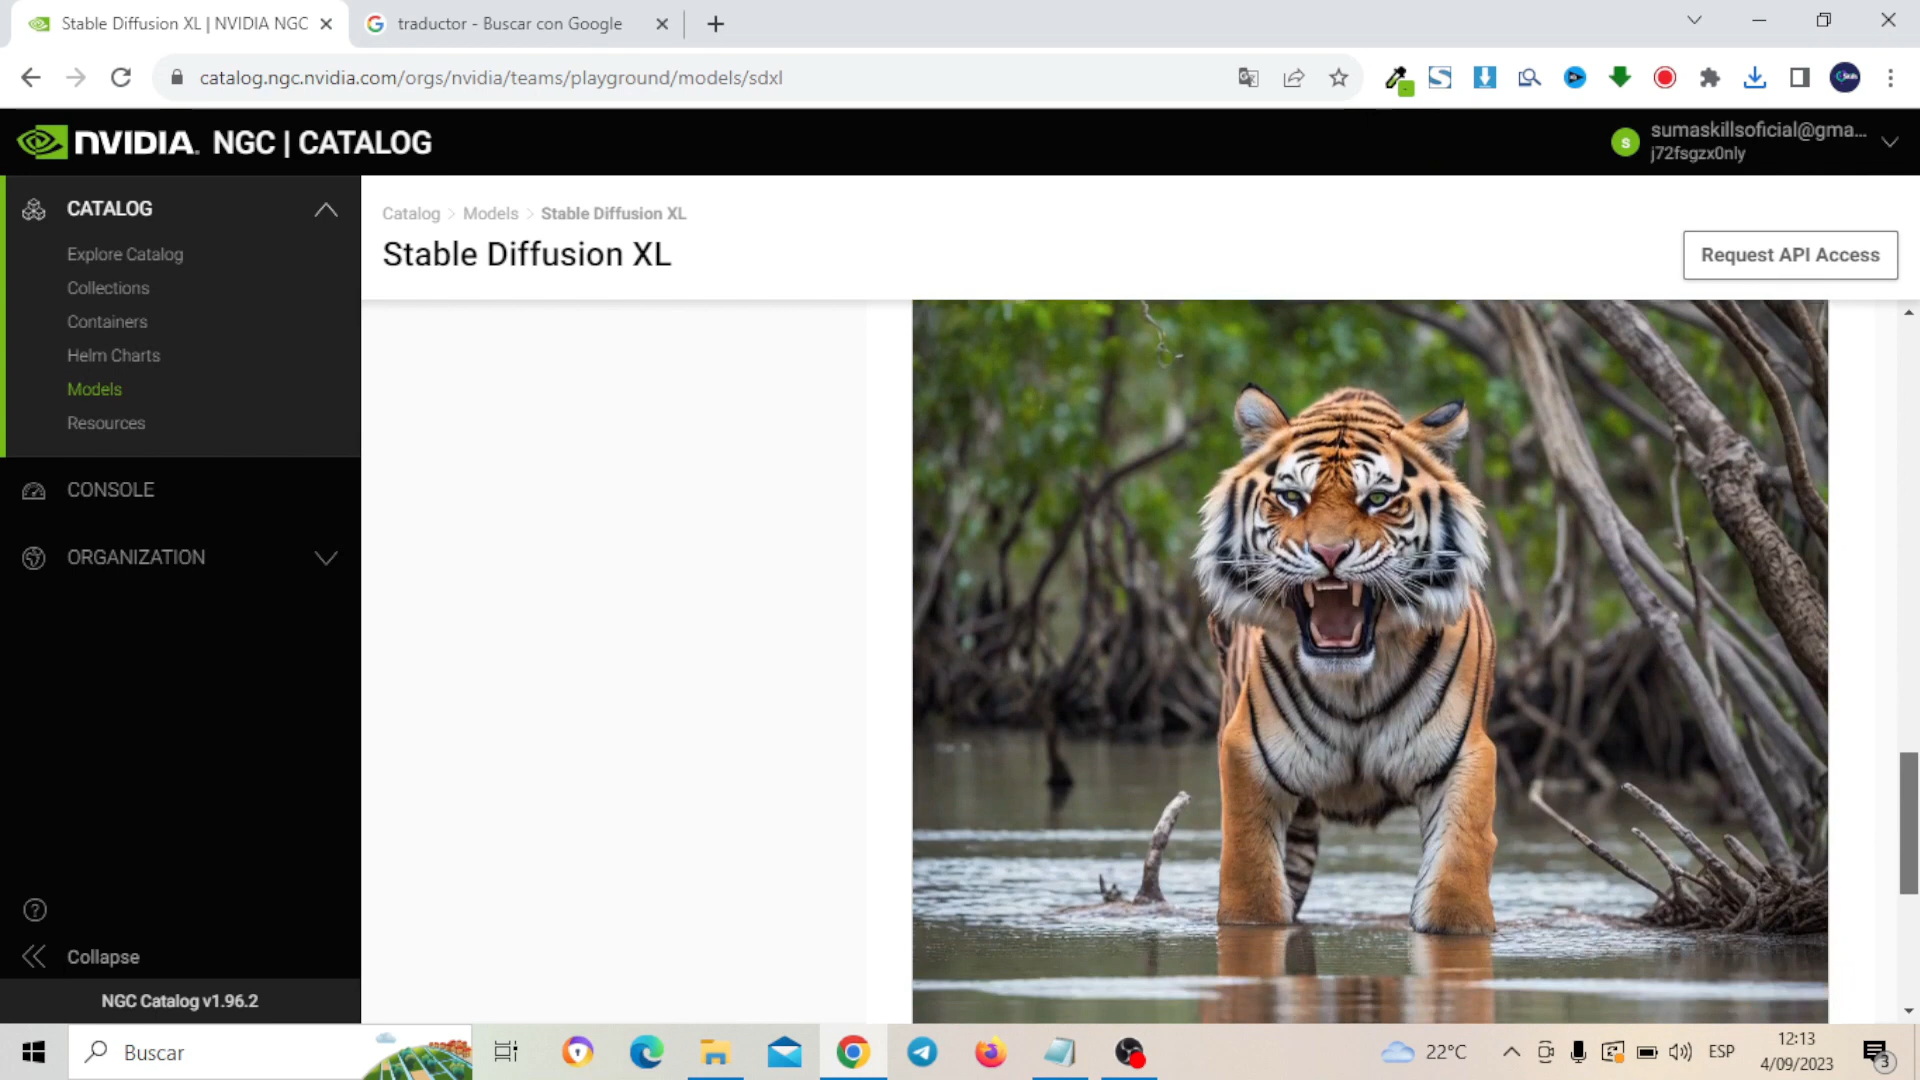 Stable Diffusion XL | NVIDIA NGC
traductor - Buscar con Google
catalog.ngc.nvidia.com/orgs/nvidia/teams/playground/models/sdxl
NVIDIA. NGC | CATALOG
s
sumaskillsoficial@gma...
j72fsgzx0nly
CATALOG
Explore Catalog
Collections
Containers
Helm Charts
Models
Resources
CONSOLE
ORGANIZATION
Collapse
NGC Catalog v1.96.2
Catalog > Models > Stable Diffusion XL
Stable Diffusion XL
Request API Access
Buscar
22°C
ESP
12:13
4/09/2023
3